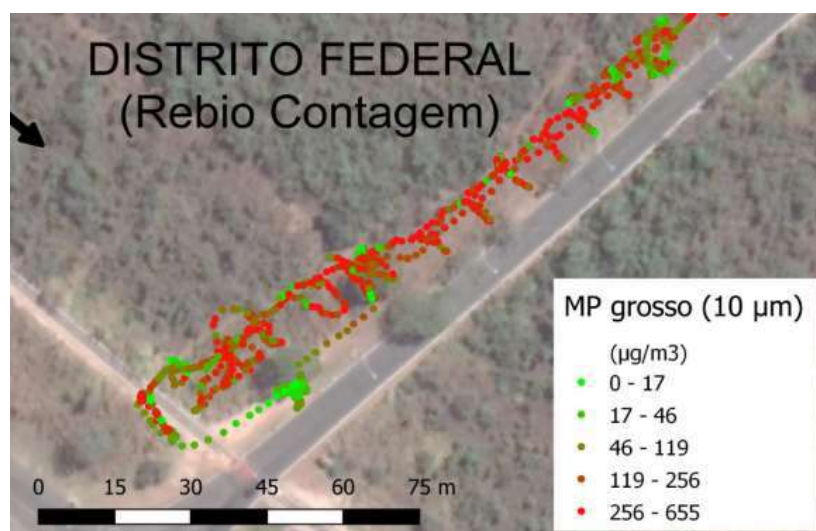 DISTRITO FEDERAL
(Rebio Contagem)
MP grosso (10 µm)
(µg/m3)
0 - 17
17 - 46
46 - 119
119 - 256
256 - 655
0 15 30 45 60 75 m